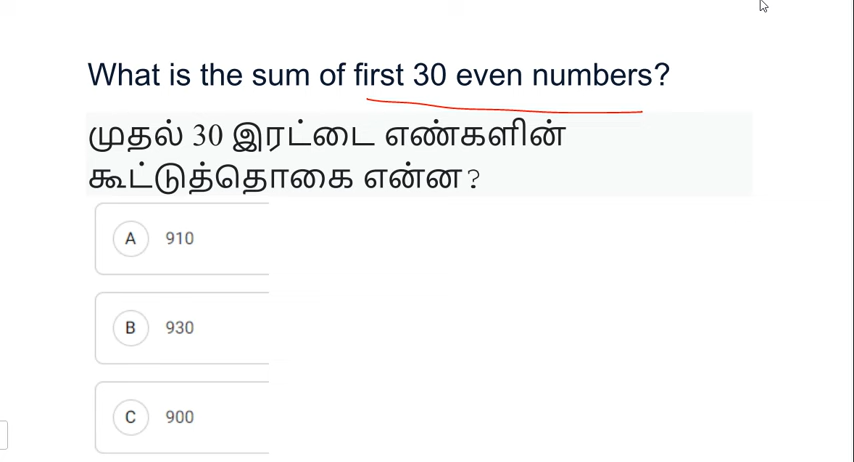 What is the sum of first 30 even numbers?
முதல் 30 இரட்டை எண்களின்
கூட்டுத்தொகை என்ன?
A 910
B 930
C 900